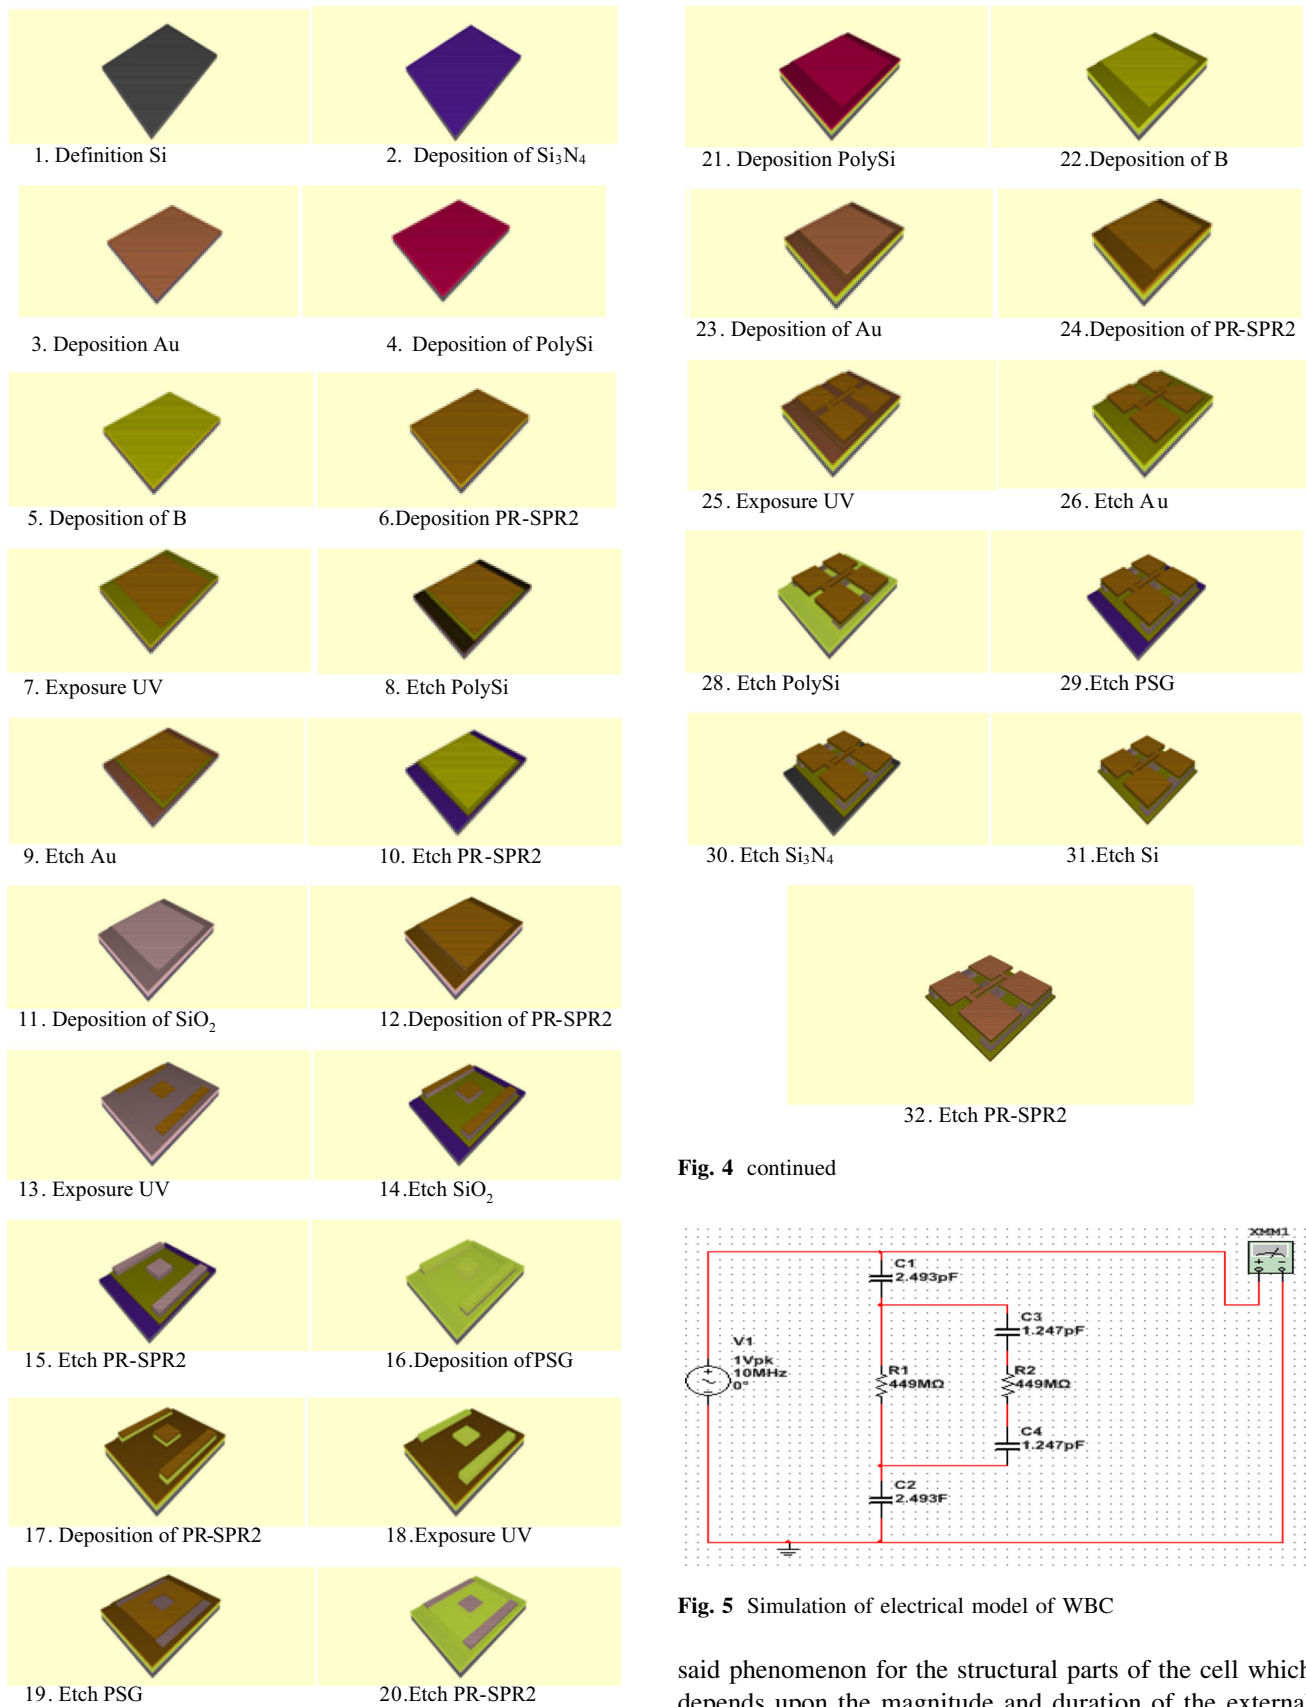 1. Definition Si
2. Deposition of Si₃N₄
3. Deposition Au
4. Deposition of PolySi
5. Deposition of B
6.Deposition PR-SPR2
7. Exposure UV
8. Etch PolySi
9. Etch Au
10. Etch PR-SPR2
11. Deposition of SiO₂
12.Deposition of PR-SPR2
13. Exposure UV
14.Etch SiO₂
15. Etch PR-SPR2
16.Deposition ofPSG
17. Deposition of PR-SPR2
18.Exposure UV
19. Etch PSG
20.Etch PR-SPR2
21. Deposition PolySi
22.Deposition of B
23. Deposition of Au
24.Deposition of PR-SPR2
25. Exposure UV
26. Etch Au
28. Etch PolySi
29.Etch PSG
30. Etch Si₃N₄
31.Etch Si
32. Etch PR-SPR2
Fig. 4 continued
XMM1
C1
2.493pF
C3
1.247pF
V1
1Vpk
10MHz
0°
R1
449MΩ
R2
449MΩ
C4
1.247pF
C2
2.493F
Fig. 5 Simulation of electrical model of WBC
said phenomenon for the structural parts of the cell which
depends upon the magnitude and duration of the external